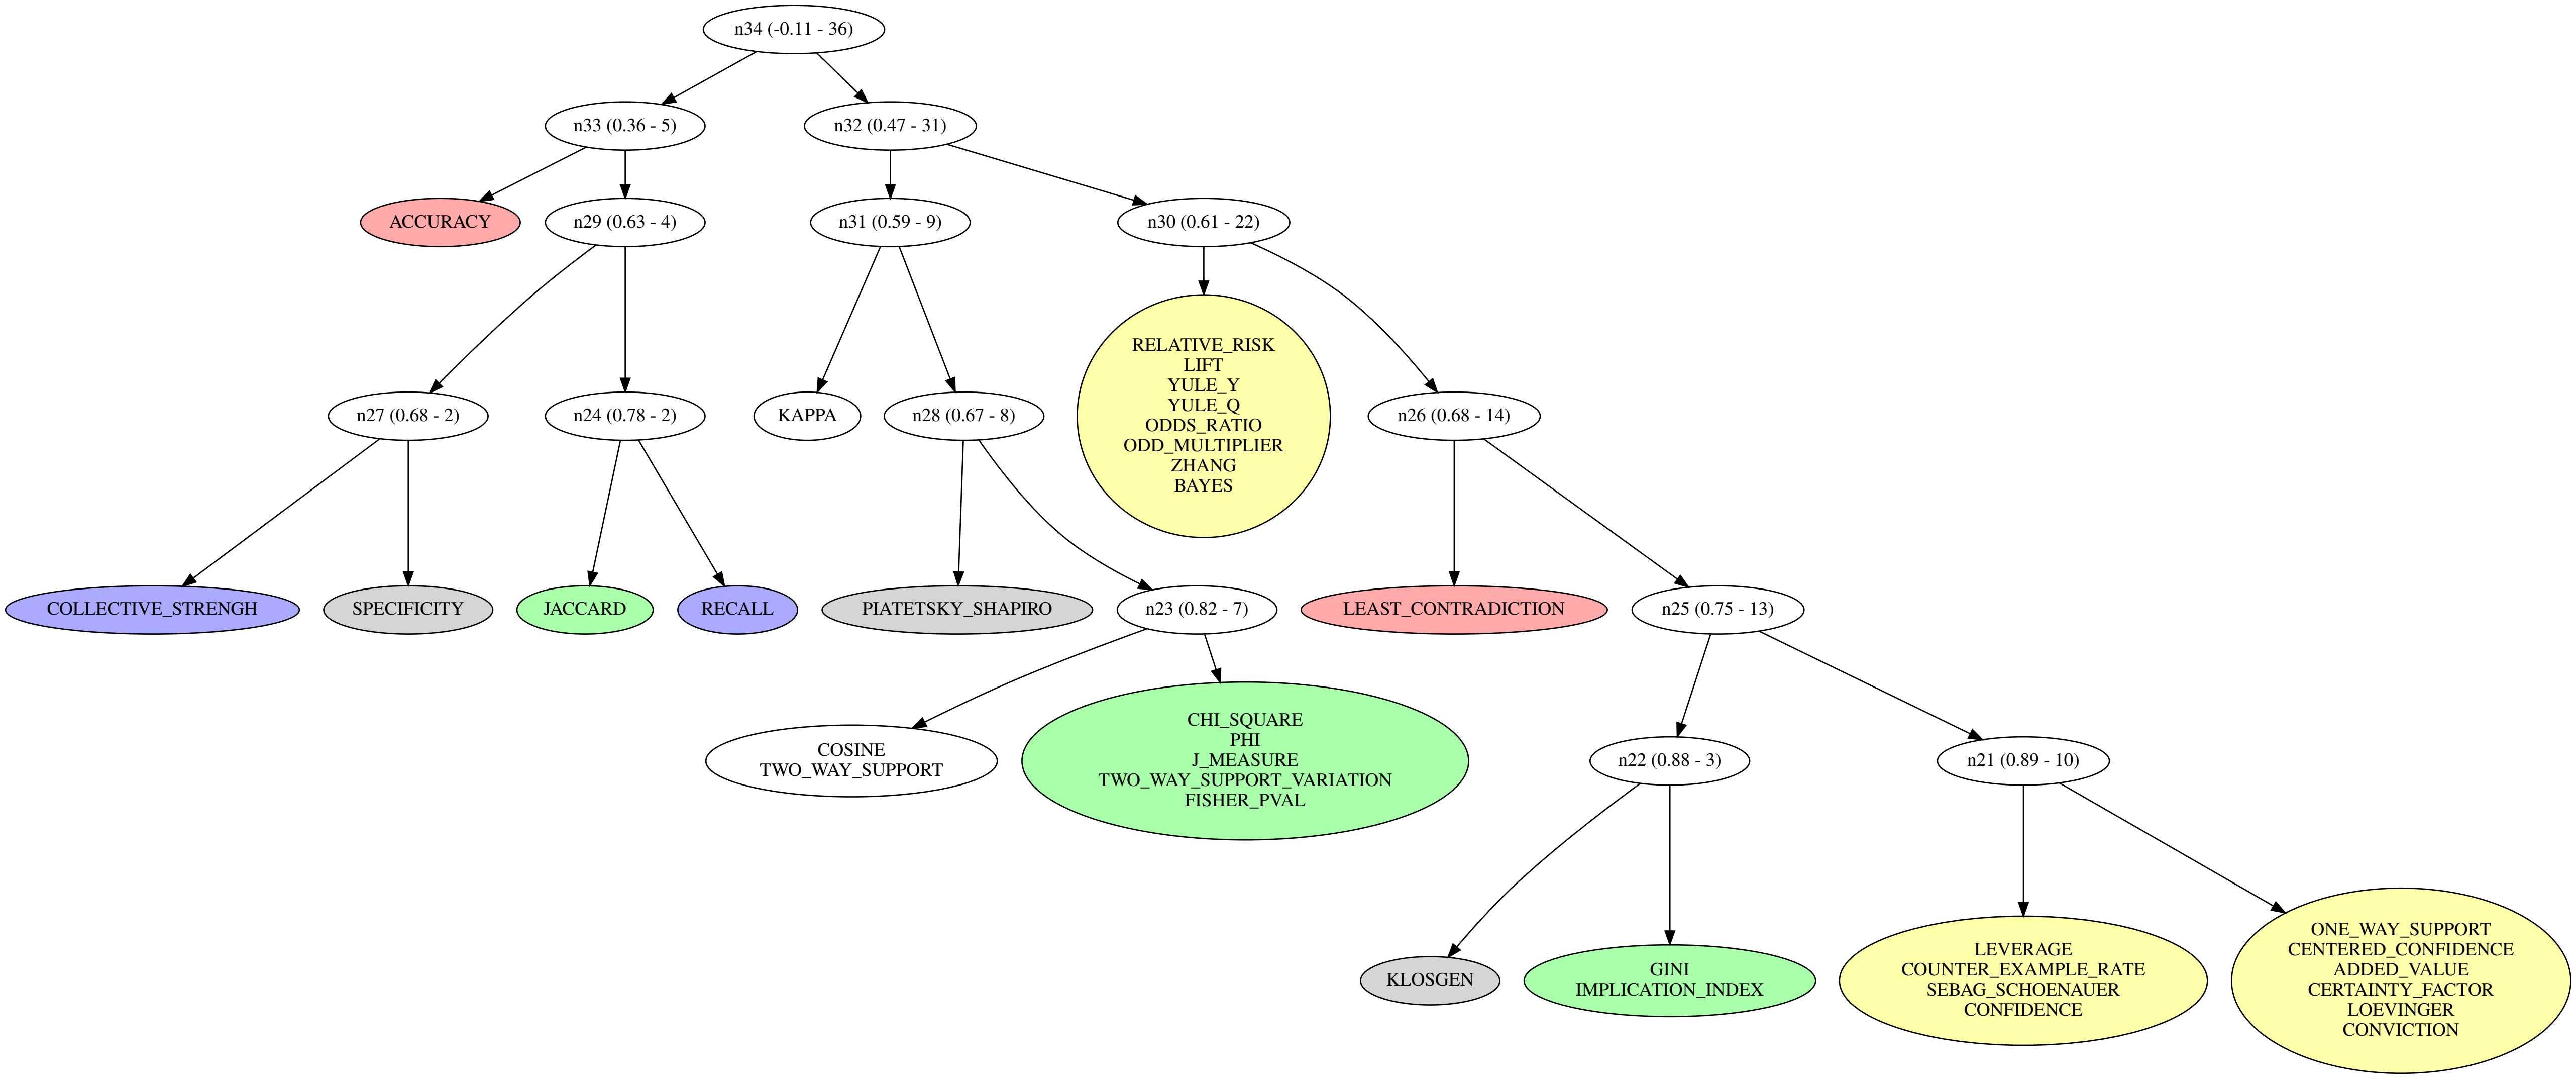 n34 (-0.11 - 36)
n33 (0.36 - 5)
n32 (0.47 - 31)
ACCURACY
n29 (0.63 - 4)
n31 (0.59 - 9)
n30 (0.61 - 22)
n27 (0.68 - 2)
n24 (0.78 - 2)
KAPPA
n28 (0.67 - 8)
RELATIVE_RISK
LIFT
YULE_Y
YULE_Q
ODDS_RATIO
ODD_MULTIPLIER
ZHANG
BAYES
n26 (0.68 - 14)
COLLECTIVE_STRENGH
SPECIFICITY
JACCARD
RECALL
PIATETSKY_SHAPIRO
n23 (0.82 - 7)
LEAST_CONTRADICTION
n25 (0.75 - 13)
COSINE
TWO_WAY_SUPPORT
CHI_SQUARE
PHI
J_MEASURE
TWO_WAY_SUPPORT_VARIATION
FISHER_PVAL
n22 (0.88 - 3)
n21 (0.89 - 10)
KLOSGEN
GINI
IMPLICATION_INDEX
LEVERAGE
COUNTER_EXAMPLE_RATE
SEBAG_SCHOENAUER
CONFIDENCE
ONE_WAY_SUPPORT
CENTERED_CONFIDENCE
ADDED_VALUE
CERTAINTY_FACTOR
LOEVINGER
CONVICTION